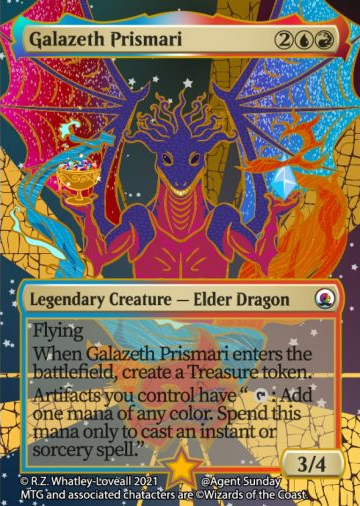 Galazeth Prismari 2
Legendary Creature — Elder Dragon
Flying
When Galazeth Prismari enters the
battlefield, create a Treasure token.
Artifacts you control have “ : Add
one mana of any color. Spend this
mana only to cast an instant or
sorcery spell.”
3/4
© R.Z. Whatley-Loveall 2021 @Agent Sunday
MTG and associated chatacters are ©Wizards of the Coast.